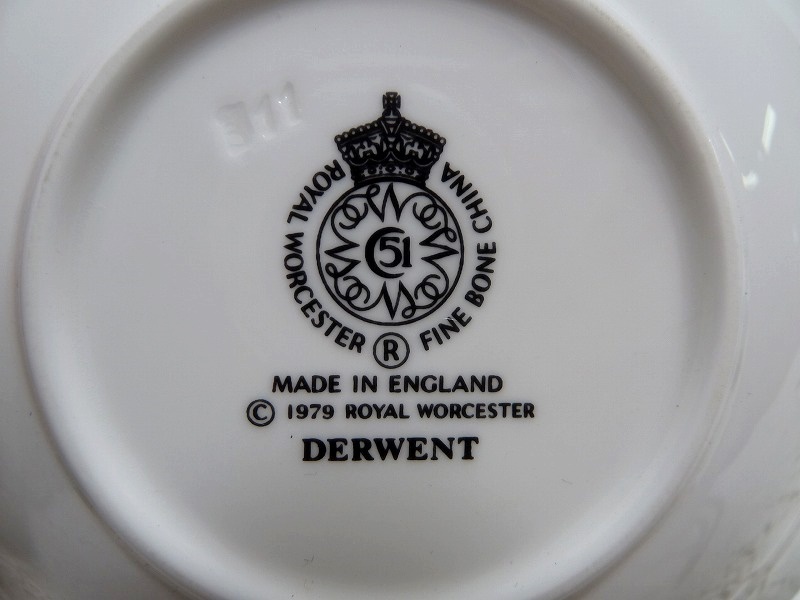 ROYAL WORCESTER FINE BONE CHINA
51
R
MADE IN ENGLAND
© 1979 ROYAL WORCESTER
DERWENT